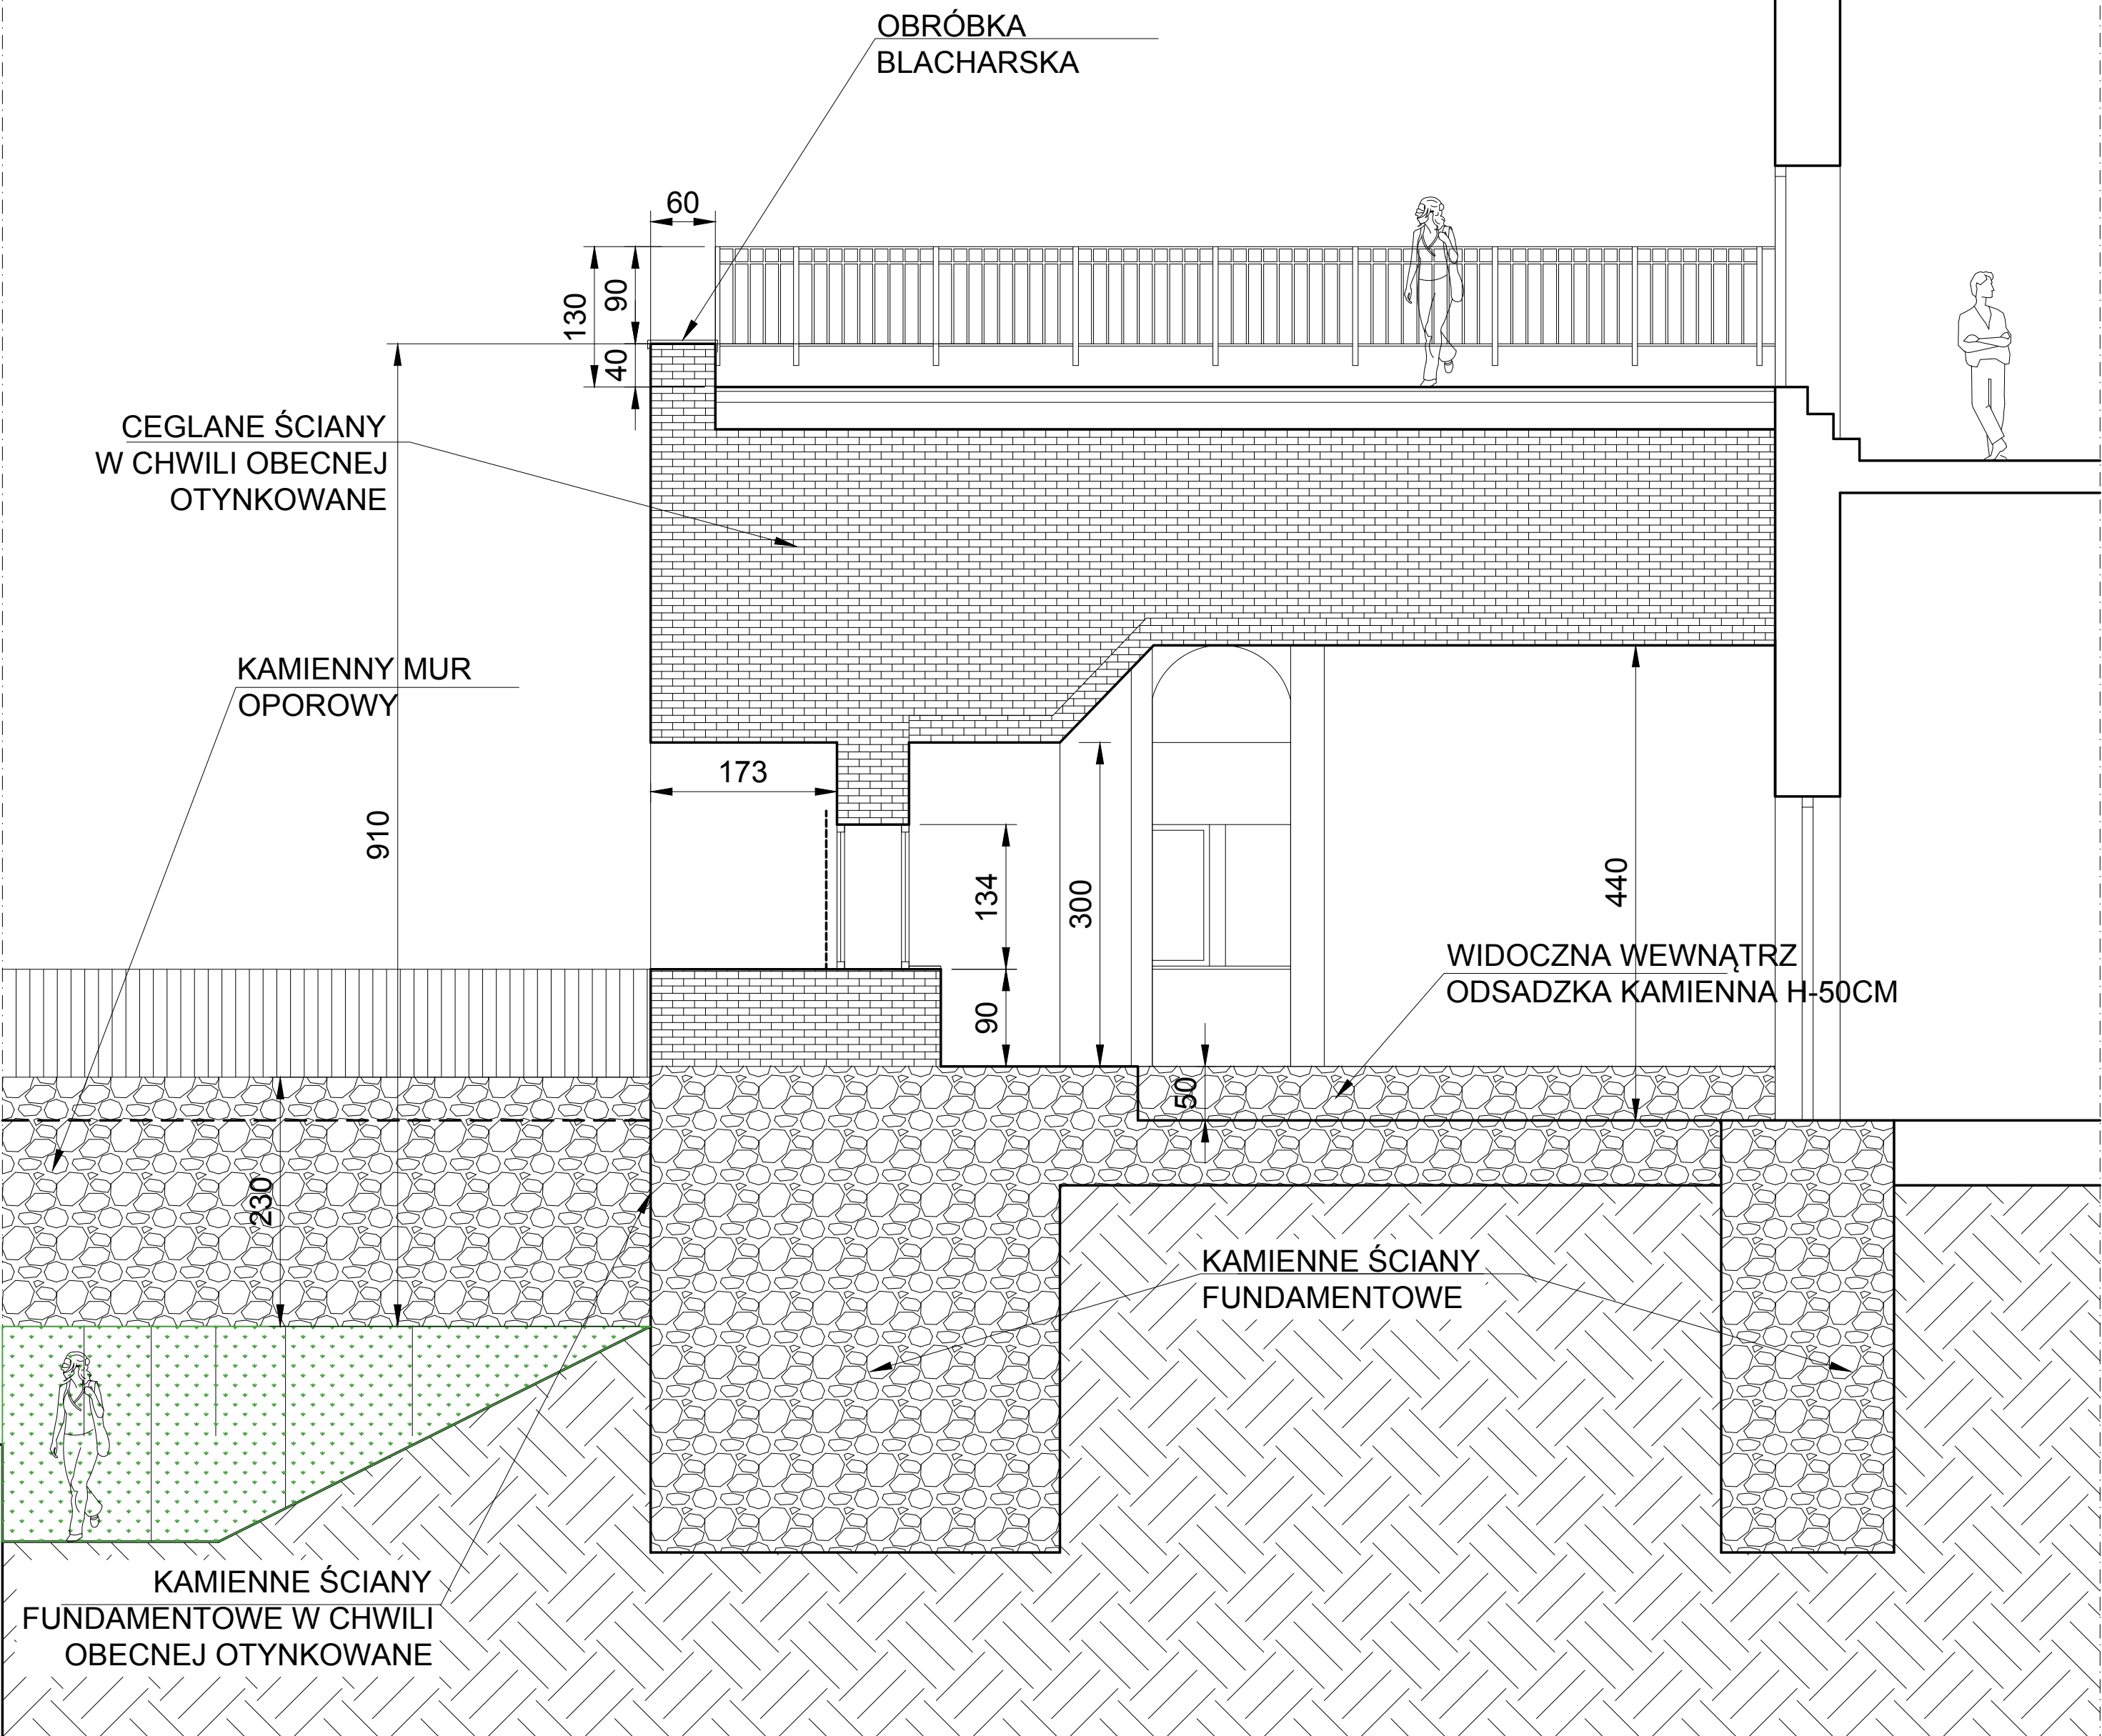 OBRÓBKA
BLACHARSKA
60
130
90
40
CEGLANE ŚCIANY
W CHWILI OBECNEJ
OTYNKOWANE
KAMIENNY MUR
OPOROWY
173
910
134
300
440
90
WIDOCZNA WEWNĄTRZ
ODSADZKA KAMIENNA H-50CM
50
230
KAMIENNE ŚCIANY
FUNDAMENTOWE
KAMIENNE ŚCIANY
FUNDAMENTOWE W CHWILI
OBECNEJ OTYNKOWANE